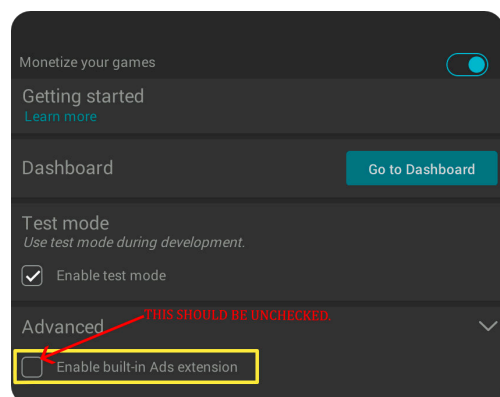 Monetize your games
Getting started
Learn more
Dashboard
Go to Dashboard
Test mode
Use test mode during development.
Enable test mode
THIS SHOULD BE UNCHECKED.
Advanced
Enable built-in Ads extension